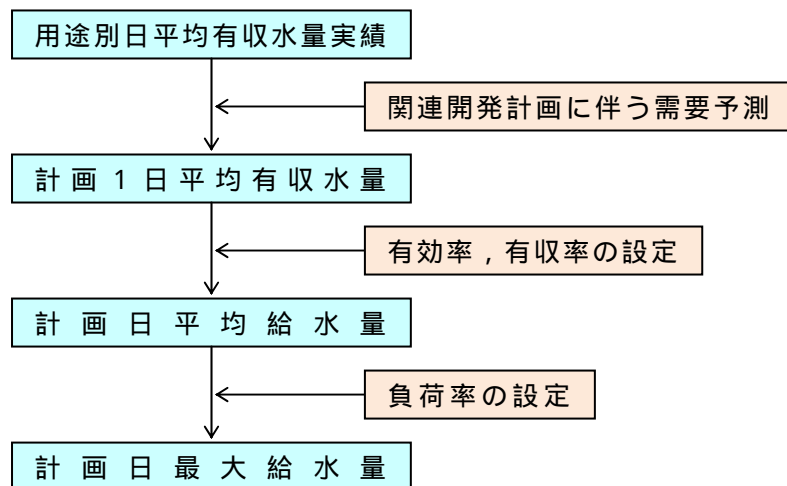 用途別日平均有収水量実績
関連開発計画に伴う需要予測
計画1日平均有収水量
有効率,有収率の設定
計画日平均給水量
負荷率の設定
計画日最大給水量